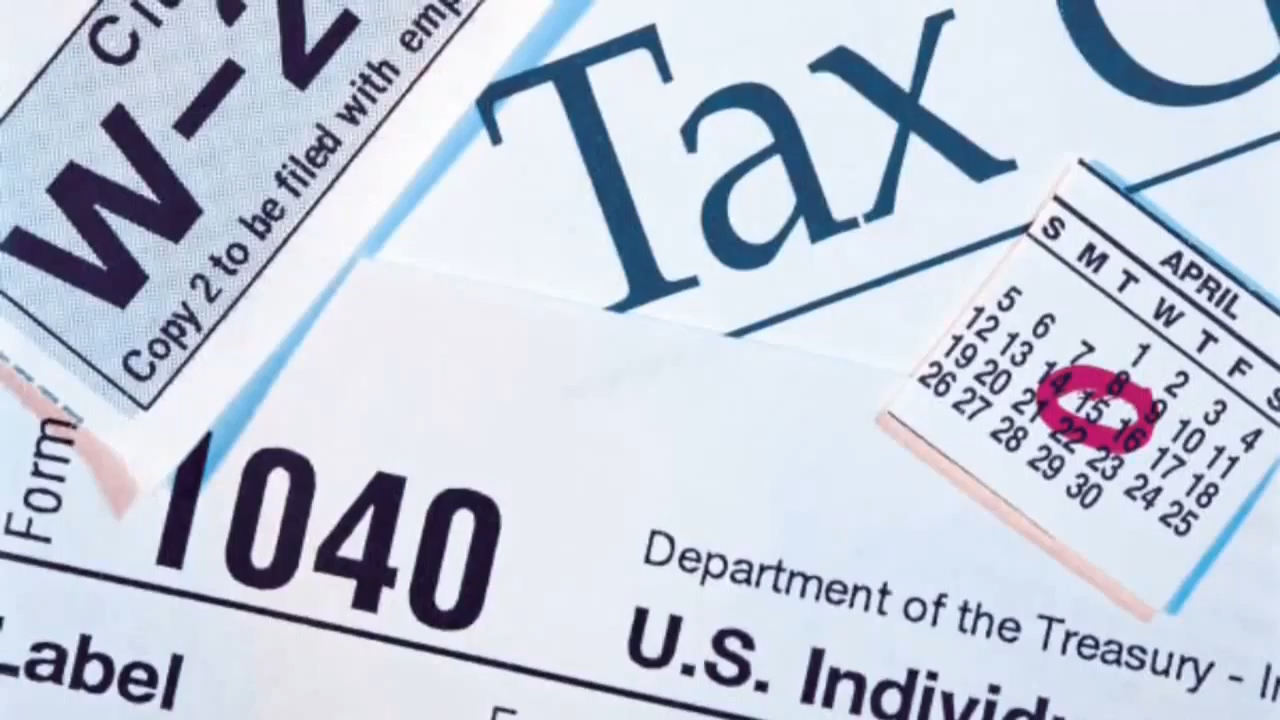 W-2
Copy 2 to be filed with
Tax
APRIL
S M T W T F S
1 2 3 4
5 6 7 8 9 10 11
12 13 14 15 16 17 18
19 20 21 22 23 24 25
26 27 28 29 30
Form 1040
Department of the Treasury -
U.S.
Label